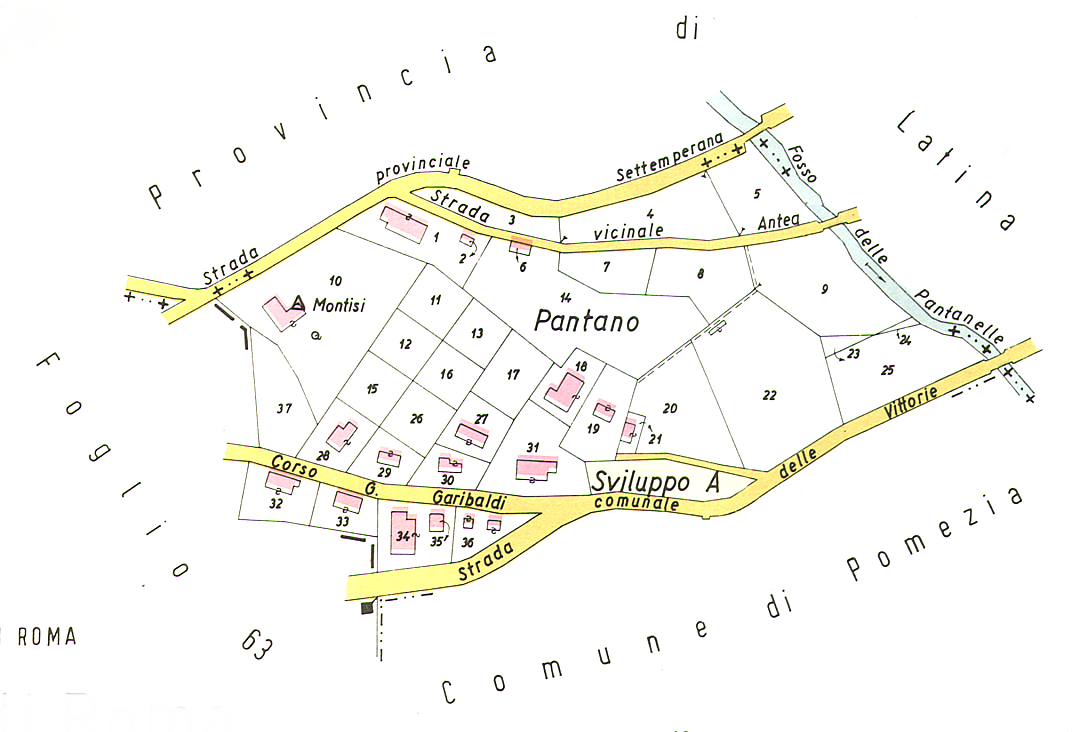 Provincia di
Latina
Foglio 63
Comune di Pomezia
ROMA
Strada provinciale Settemperana
Strada vicinale Antea
Fosso delle Pantanelle
Corso G. Garibaldi
Strada comunale delle Vittorie
Montisi
Pantano
Sviluppo A
1
2
3
4
5
6
7
8
9
10
11
12
13
14
15
16
17
18
19
20
21
22
23
24
25
26
27
28
29
30
31
32
33
34
35
36
37